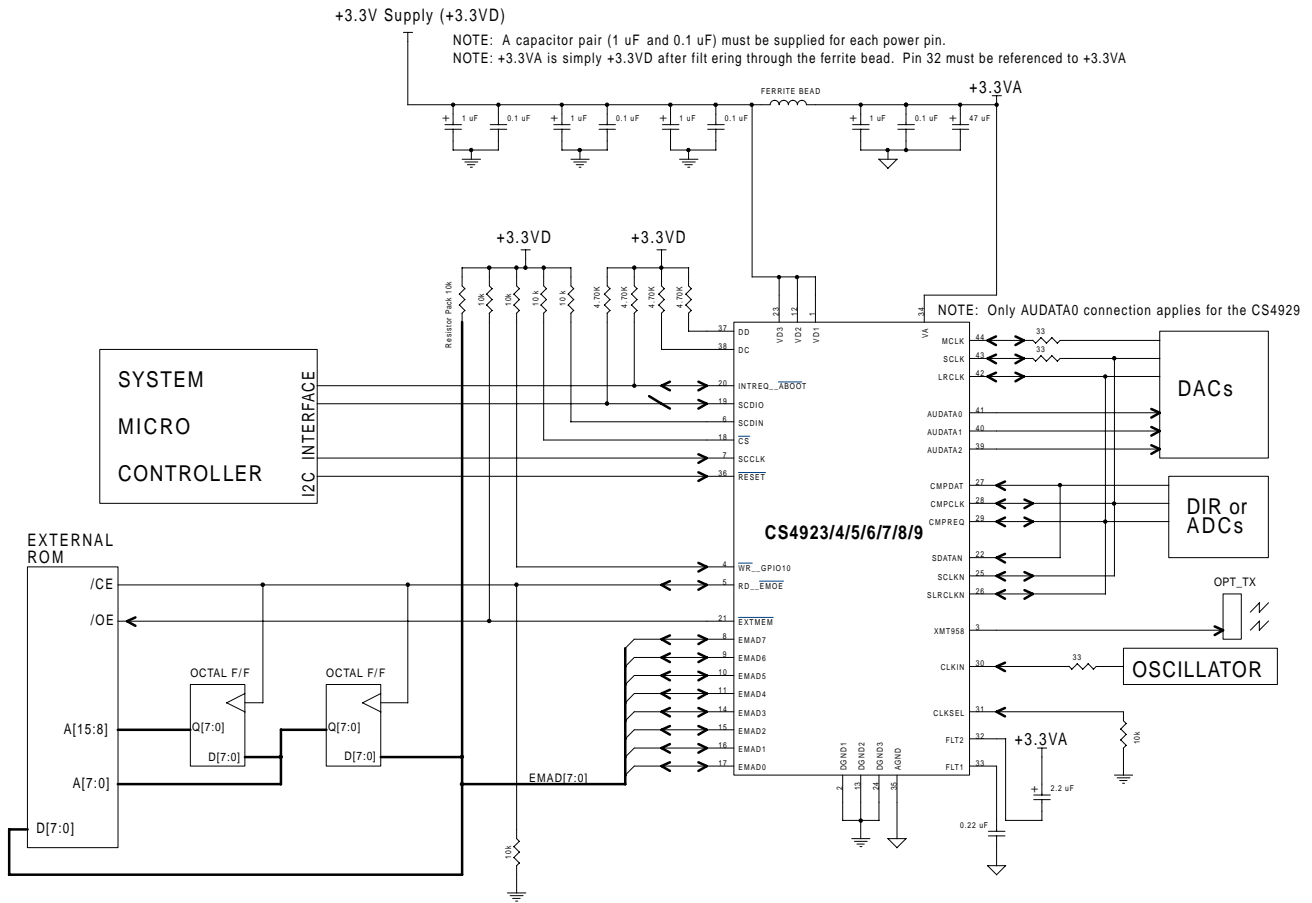 +3.3V Supply (+3.3VD)
NOTE: A capacitor pair (1 uF and 0.1 uF) must be supplied for each power pin.
NOTE: +3.3VA is simply +3.3VD after filt ering through the ferrite bead. Pin 32 must be referenced to +3.3VA
FERRITE BEAD
+3.3VA
+ 1 uF
0.1 uF
+ 1 uF
0.1 uF
+ 1 uF
0.1 uF
+ 1 uF
0.1 uF
+ 47 uF
+3.3VD
+3.3VD
Resistor Pack 10k
10k
10k
10 k
10 k
4.70K
4.70K
4.70K
4.70K
23
12
1
34
VD3
VD2
VD1
VA
NOTE: Only AUDATA0 connection applies for the CS4929
SYSTEM
MICRO
CONTROLLER
I2C INTERFACE
37 DD
38 DC
20 INTREQ__ABOOT
19 SCDIO
6 SCDIN
18 CS
7 SCCLK
36 RESET
4 WR__GPIO10
5 RD__EMOE
21 EXTMEM
8 EMAD7
9 EMAD6
10 EMAD5
11 EMAD4
14 EMAD3
15 EMAD2
16 EMAD1
17 EMAD0
CS4923/4/5/6/7/8/9
MCLK 44
33
SCLK 43
33
LRCLK 42
AUDATA0 41
AUDATA1 40
AUDATA2 39
DACs
CMPDAT 27
CMPCLK 28
CMPREQ 29
DIR or
ADCs
SDATAN 22
SCLKN 25
SLRCLKN 26
OPT_TX
XMT958 3
CLKIN 30
33
OSCILLATOR
CLKSEL 31
10k
FLT2 32
+3.3VA
+ 2.2 uF
FLT1 33
0.22 uF
DGND1
DGND2
DGND3
AGND
2
13
24
35
EXTERNAL
ROM
/CE
/OE
OCTAL F/F
OCTAL F/F
A[15:8]
Q[7:0]
D[7:0]
Q[7:0]
D[7:0]
A[7:0]
EMAD[7:0]
D[7:0]
10k